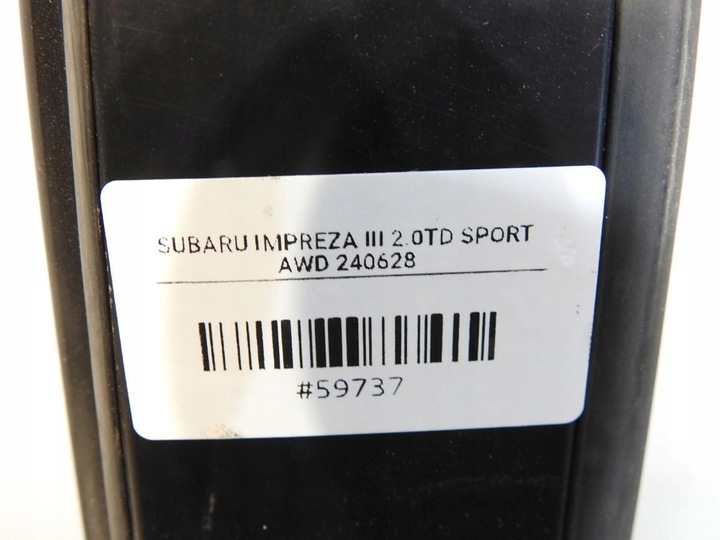 SUBARU IMPREZA III 2.0TD SPORT
AWD 240628
#59737